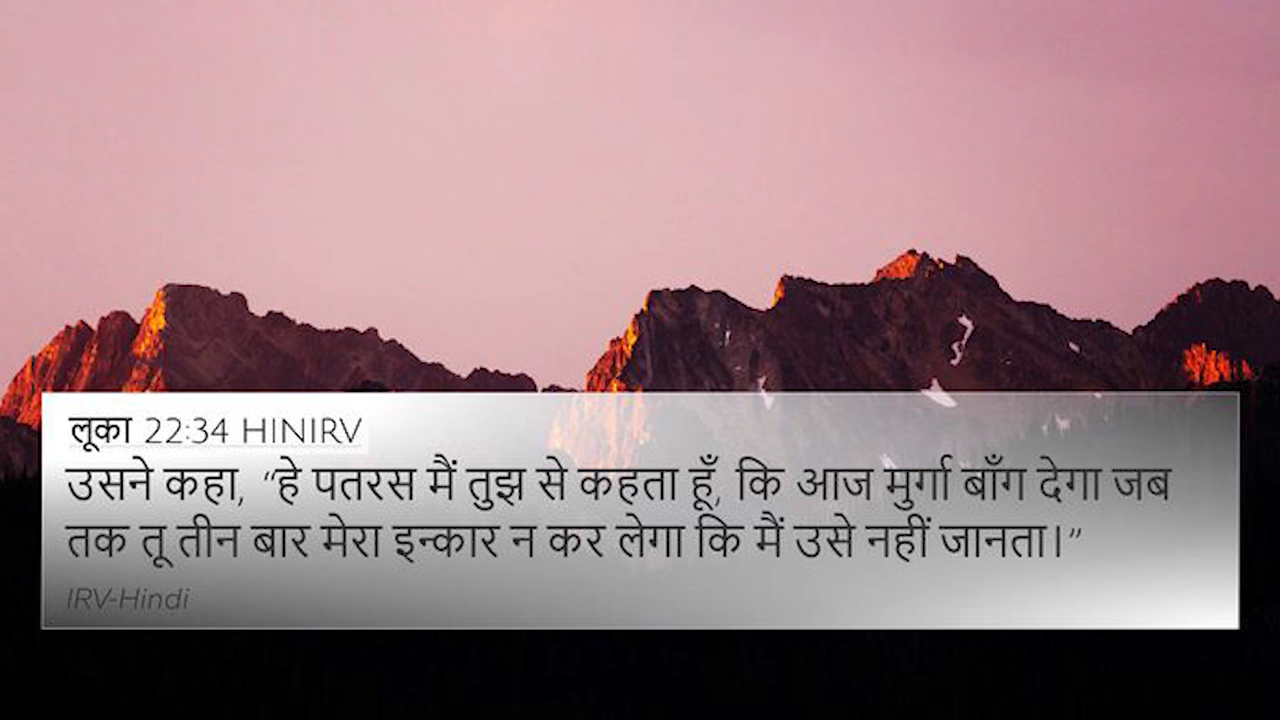 लूका 22:34 HINIRV
उसने कहा, “हे पतरस मैं तुझ से कहता हूँ, कि आज मुर्गा बाँग देगा जब
तक तू तीन बार मेरा इन्कार न कर लेगा कि मैं उसे नहीं जानता।”
IRV-Hindi